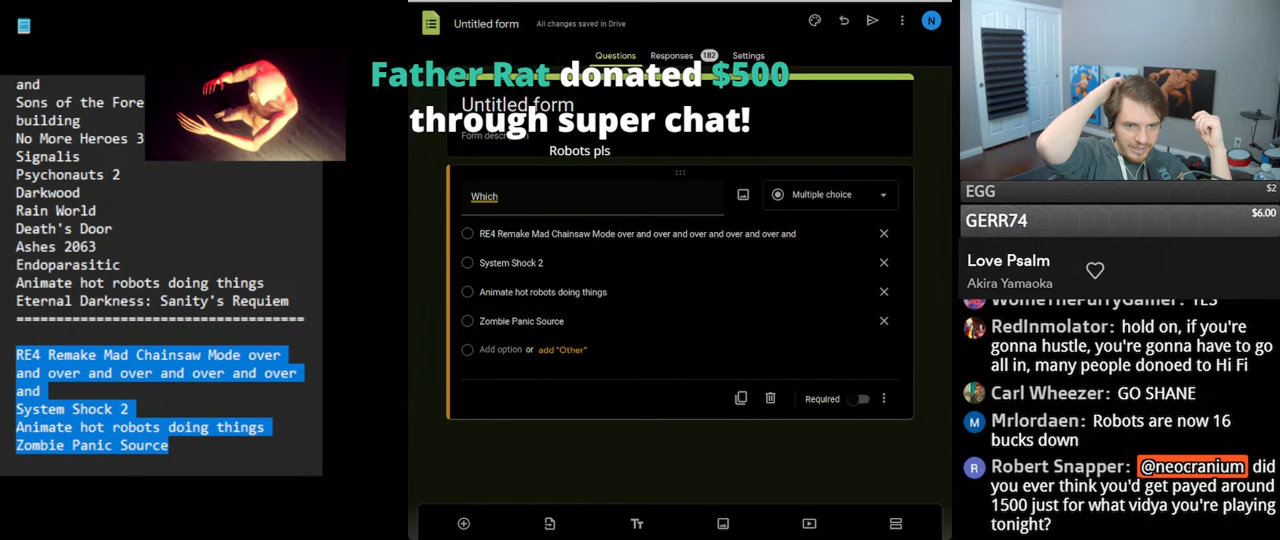 and
Sons of the Fore
building
No More Heroes 3
Signalis
Psychonauts 2
Darkwood
Rain World
Death's Door
Ashes 2063
Endoparasitic
Animate hot robots doing things
Eternal Darkness: Sanity's Requiem
====================================
RE4 Remake Mad Chainsaw Mode over
and over and over and over and over
and
System Shock 2
Animate hot robots doing things
Zombie Panic Source
Untitled form
All changes saved in Drive
N
Questions
Responses
182
Settings
Father Rat donated $500
through super chat!
Robots pls
Untitled form
Form description
Which
Multiple choice
RE4 Remake Mad Chainsaw Mode over and over and over and over and over and
System Shock 2
Animate hot robots doing things
Zombie Panic Source
Add option or add "Other"
Required
Tт
EGG
$2
GERR74
$6.00
Love Psalm
Akira Yamaoka
WomeTheFurryGamer: YES
RedInmolator: hold on, if you're
gonna hustle, you're gonna have to go
all in, many people donoed to Hi Fi
Carl Wheezer: GO SHANE
M
Mrlordaen: Robots are now 16
bucks down
R
Robert Snapper: @neocranium did
you ever think you'd get payed around
1500 just for what vidya you're playing
tonight?